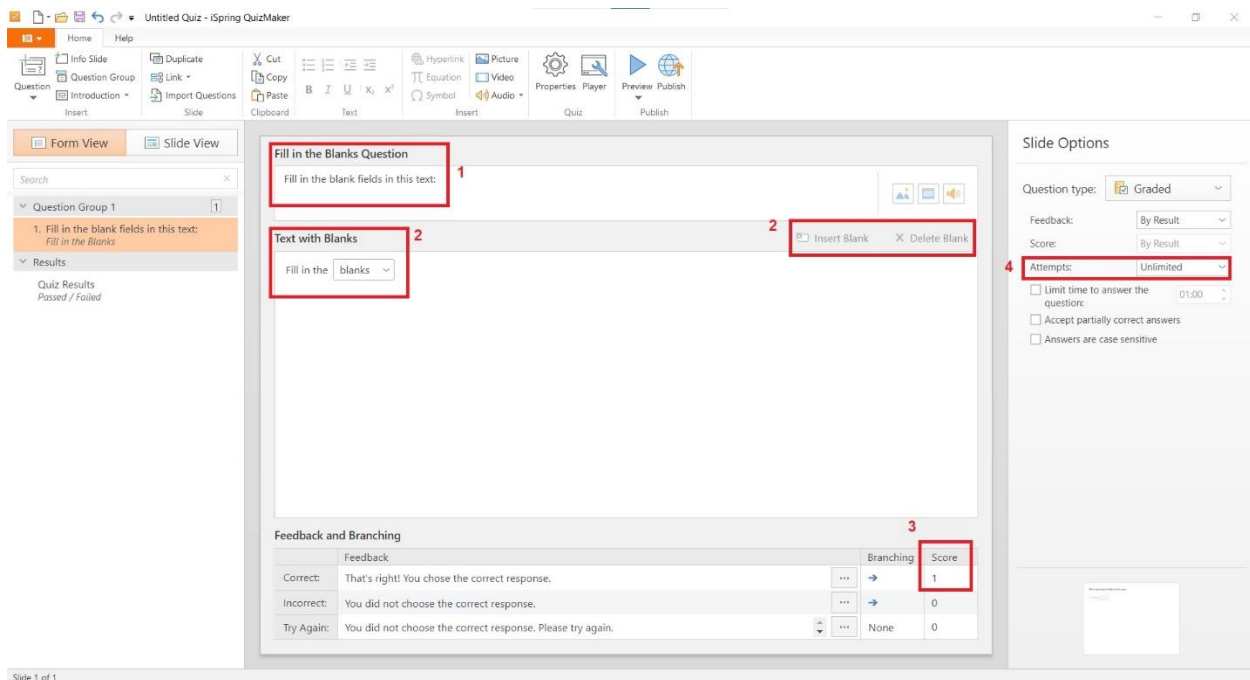 Untitled Quiz - iSpring QuizMaker
Home Help
Question
Info Slide
Question Group
Introduction
Insert
Duplicate
Link
Import Questions
Slide
Cut
Copy
Paste
Clipboard
B I U X₂ X²
Text
Hyperlink
Equation
Symbol
Picture
Video
Audio
Insert
Properties Player
Quiz
Preview Publish
Publish
Form View Slide View
Search
Question Group 1 1
1. Fill in the blank fields in this text:
Fill in the Blanks
Results
Quiz Results
Passed / Failed
Fill in the Blanks Question
1
Fill in the blank fields in this text:
Text with Blanks
2
2
Insert Blank X Delete Blank
Fill in the blanks
Feedback and Branching
3
Feedback Branching Score
Correct: That's right! You chose the correct response. ... 1
Incorrect: You did not choose the correct response. ... 0
Try Again: You did not choose the correct response. Please try again. ... None 0
Slide Options
Question type: Graded
Feedback: By Result
Score: By Result
4
Attempts: Unlimited
Limit time to answer the
question: 01:00
Accept partially correct answers
Answers are case sensitive
Slide 1 of 1